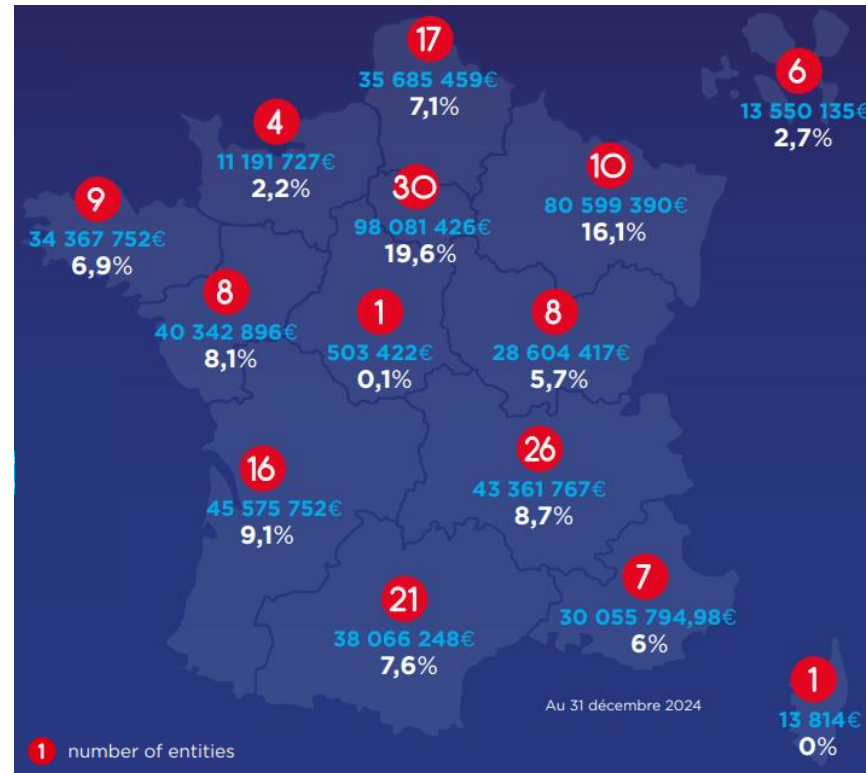 17
35 685 459€
7,1%
6
13 550 135€
2,7%
4
11 191 727€
2,2%
10
80 599 390€
16,1%
30
98 081 426€
19,6%
9
34 367 752€
6,9%
8
40 342 896€
8,1%
1
503 422€
0,1%
8
28 604 417€
5,7%
16
45 575 752€
9,1%
26
43 361 767€
8,7%
21
38 066 248€
7,6%
7
30 055 794,98€
6%
1
13 814€
0%
Au 31 décembre 2024
1 number of entities